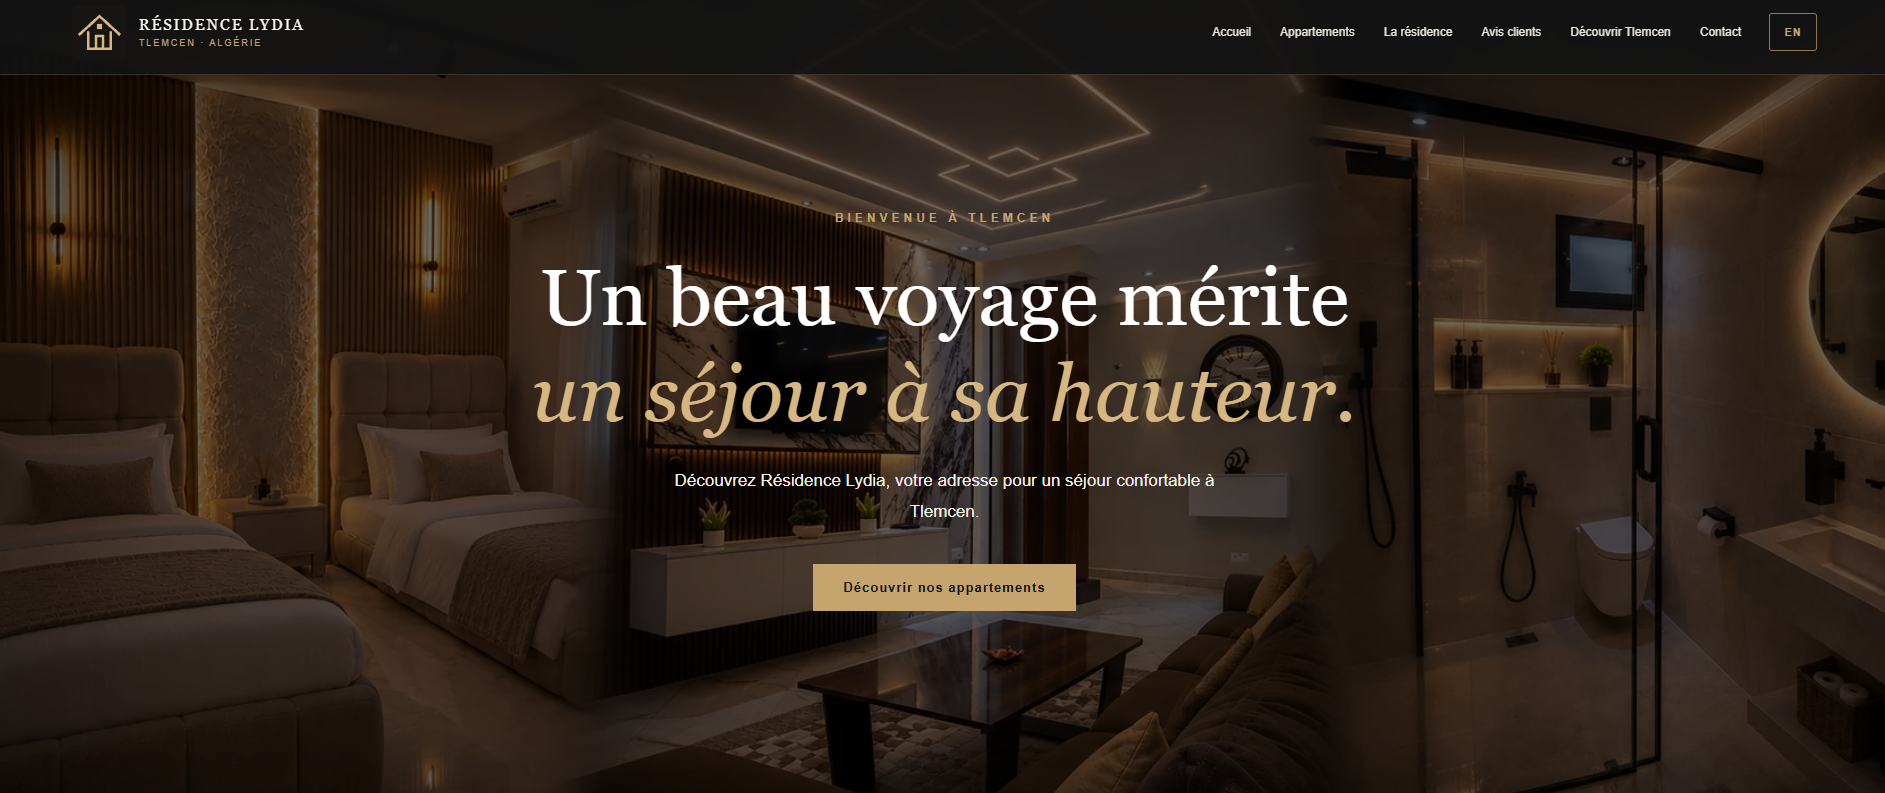 RÉSIDENCE LYDIA
TLEMCEN · ALGÉRIE
Accueil
Appartements
La résidence
Avis clients
Découvrir Tlemcen
Contact
EN
BIENVENUE À TLEMCEN
Un beau voyage mérite
un séjour à sa hauteur.
Découvrez Résidence Lydia, votre adresse pour un séjour confortable à
Tlemcen.
Découvrir nos appartements